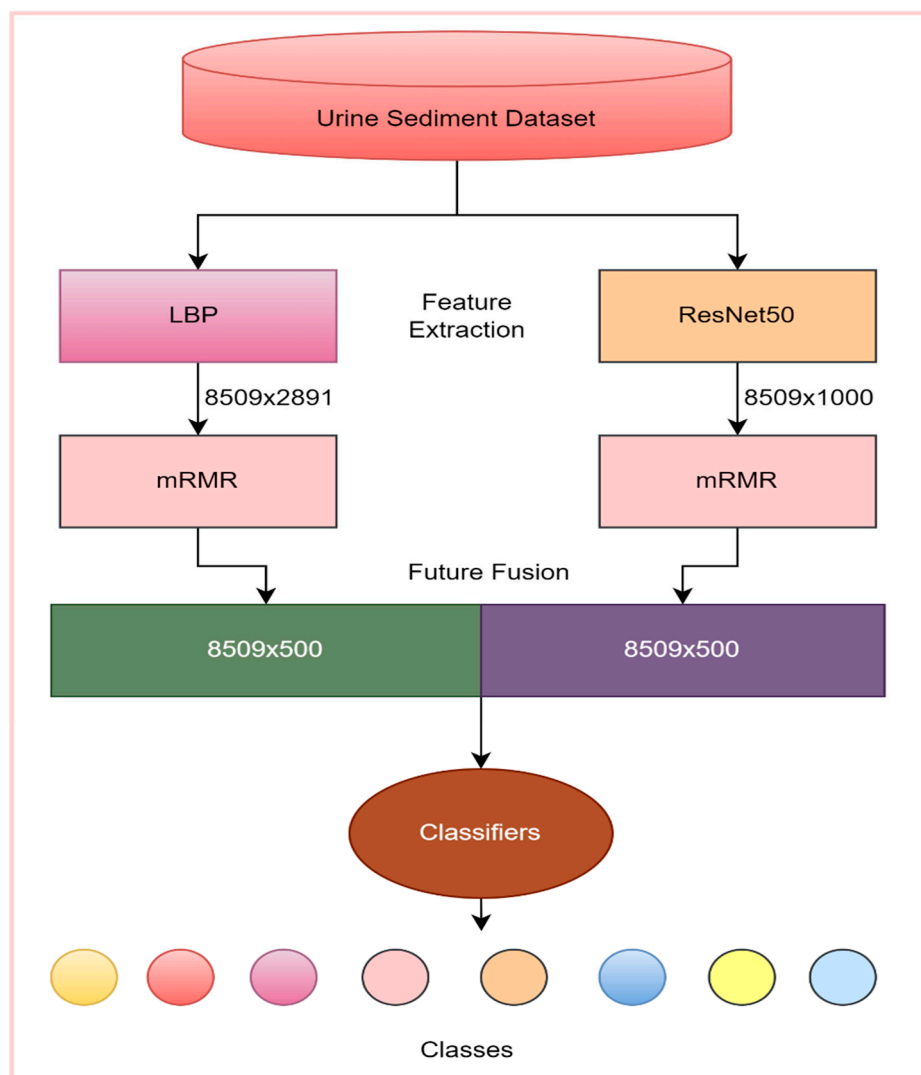 Urine Sediment Dataset
LBP
Feature
Extraction
ResNet50
8509x2891
8509x1000
mRMR
mRMR
Future Fusion
8509x500
8509x500
Classifiers
Classes